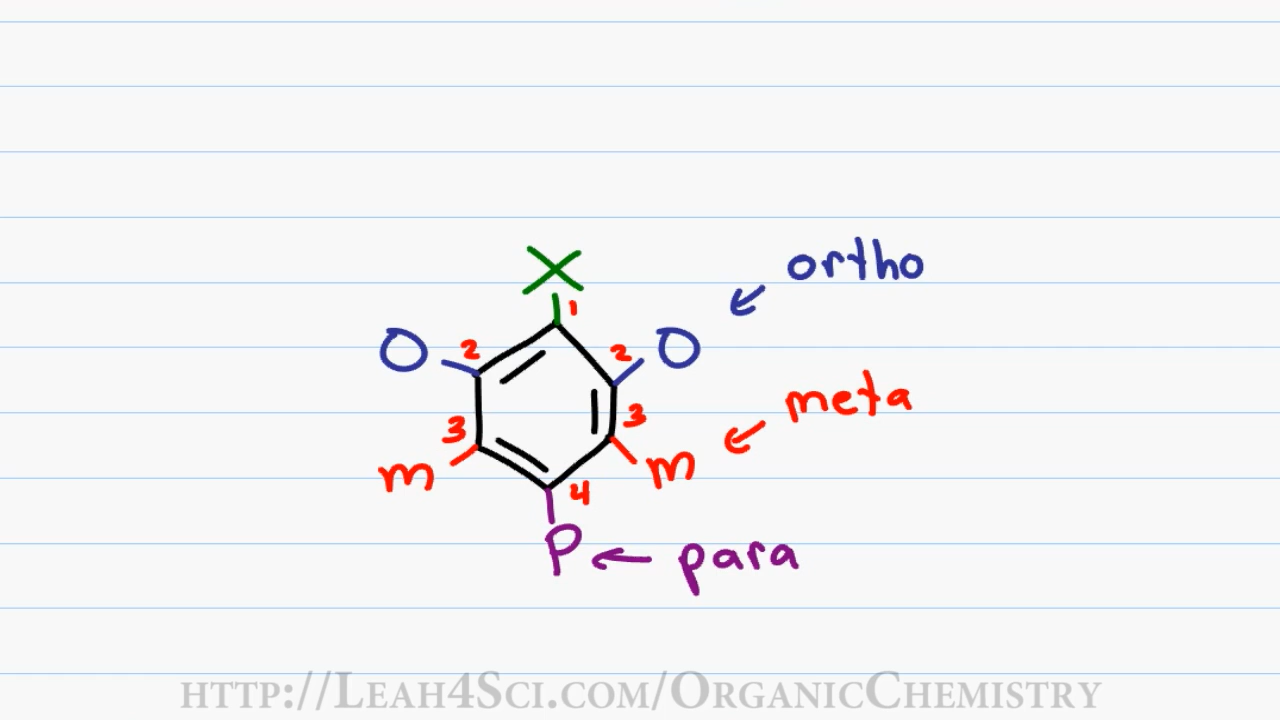 X
1
ortho
O 2 2 O
3 3 meta
m m
4
P para
HTTP://LEAH4SCI.COM/ORGANICCHEMISTRY